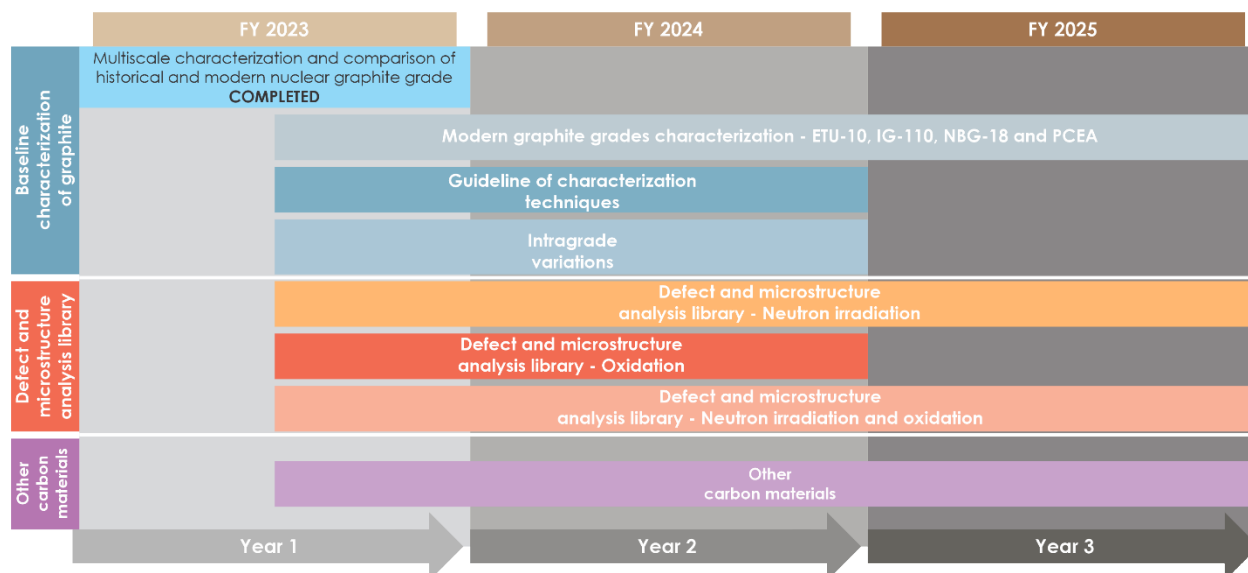 FY 2023
FY 2024
FY 2025
Baseline
characterization
of graphite
Multiscale characterization and comparison of
historical and modern nuclear graphite grade
COMPLETED
Modern graphite grades characterization - ETU-10, IG-110, NBG-18 and PCEA
Guideline of characterization
techniques
Intragrade
variations
Defect and
microstructure
analysis library
Defect and microstructure
analysis library - Neutron irradiation
Defect and microstructure
analysis library - Oxidation
Defect and microstructure
analysis library - Neutron irradiation and oxidation
Other
carbon
materials
Other
carbon materials
Year 1
Year 2
Year 3